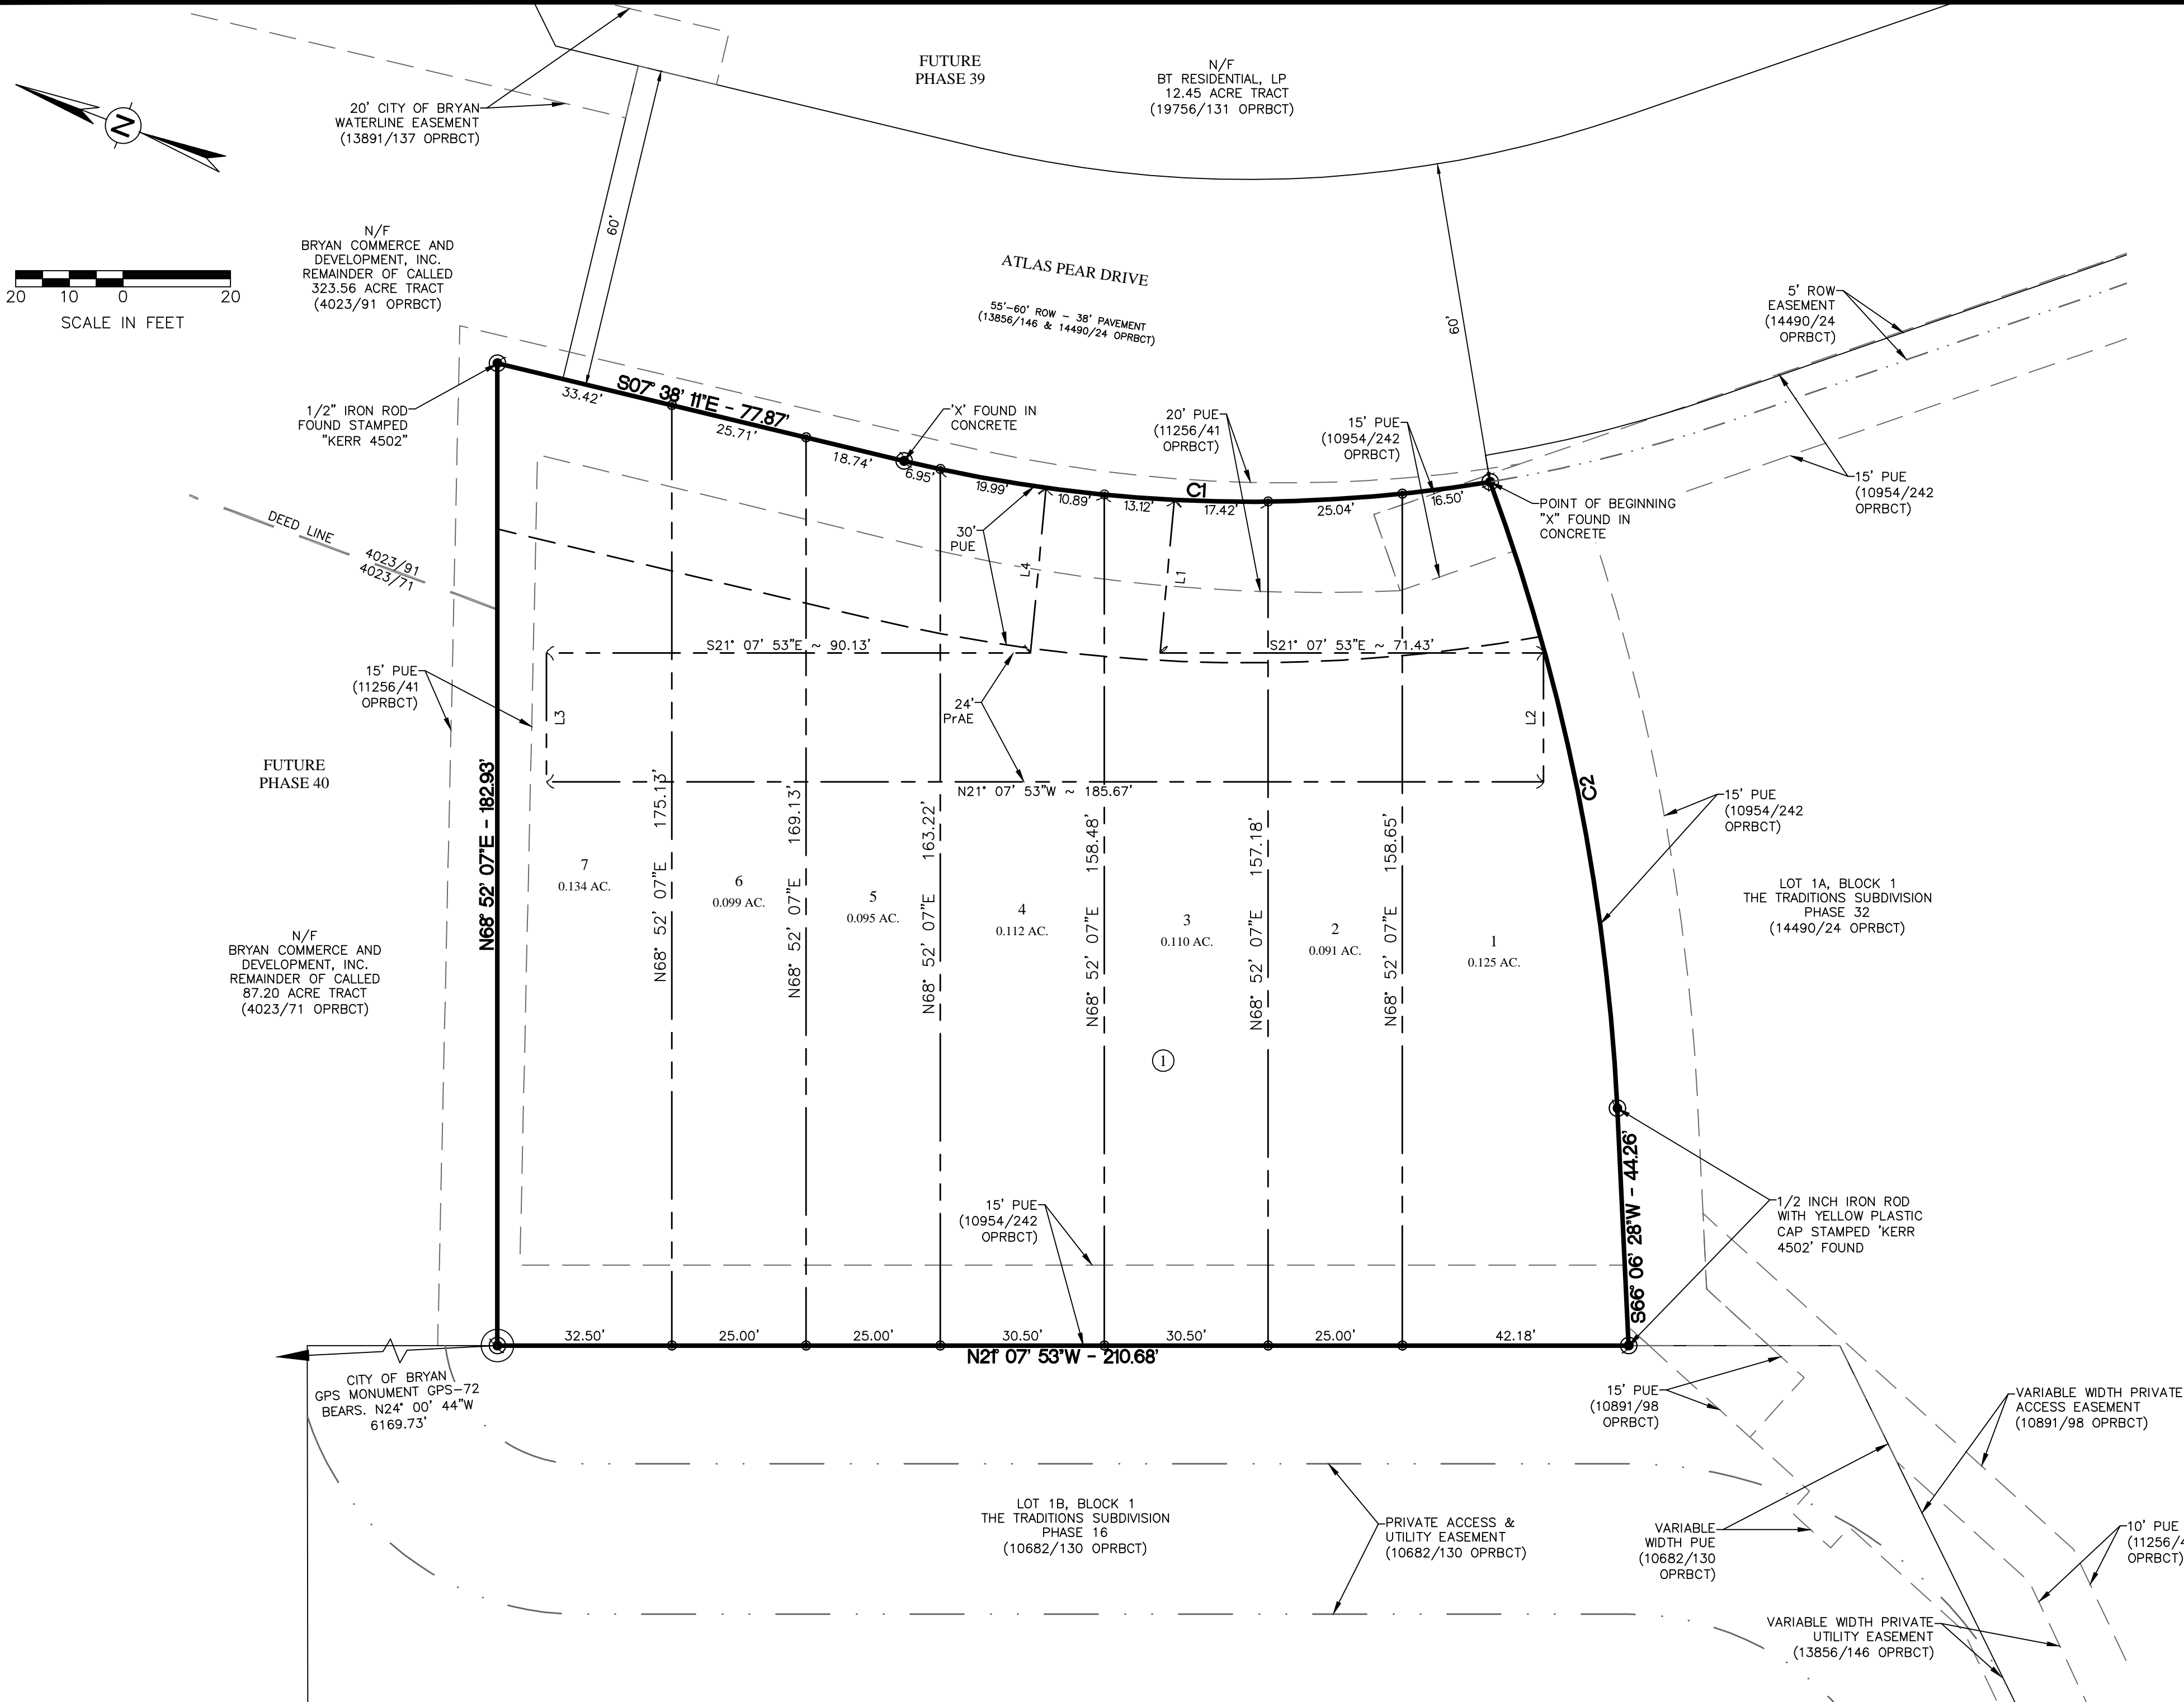 FUTURE
PHASE 39
N/F
BT RESIDENTIAL, LP
12.45 ACRE TRACT
(19756/131 OPRBCT)
20' CITY OF BRYAN
WATERLINE EASEMENT
(13891/137 OPRBCT)
N
60'
N/F
BRYAN COMMERCE AND
DEVELOPMENT, INC.
REMAINDER OF CALLED
323.56 ACRE TRACT
(4023/91 OPRBCT)
20 10 0 20
SCALE IN FEET
ATLAS PEAR DRIVE
55'-60' ROW - 38' PAVEMENT
(13856/146 & 14490/24 OPRBCT)
60'
5' ROW
EASEMENT
(14490/24
OPRBCT)
1/2" IRON ROD
FOUND STAMPED
"KERR 4502"
S07° 38' 11"E - 77.87'
33.42'
25.71'
18.74'
6.95'
19.99'
10.89'
13.12'
17.42'
25.04'
16.50'
C1
'X' FOUND IN
CONCRETE
20' PUE
(11256/41
OPRBCT)
15' PUE
(10954/242
OPRBCT)
15' PUE
(10954/242
OPRBCT)
POINT OF BEGINNING
"X" FOUND IN
CONCRETE
DEED LINE
4023/91
4023/71
30'
PUE
L4
L1
S21° 07' 53"E ~ 90.13'
S21° 07' 53"E ~ 71.43'
15' PUE
(11256/41
OPRBCT)
L3
24'
PrAE
L2
N21° 07' 53"W ~ 185.67'
C2
FUTURE
PHASE 40
N68° 52' 07"E - 182.93'
N68° 52' 07"E 175.13'
N68° 52' 07"E 169.13'
N68° 52' 07"E 163.22'
N68° 52' 07"E 158.48'
N68° 52' 07"E 157.18'
N68° 52' 07"E 158.65'
15' PUE
(10954/242
OPRBCT)
7
0.134 AC.
6
0.099 AC.
5
0.095 AC.
4
0.112 AC.
3
0.110 AC.
2
0.091 AC.
1
0.125 AC.
LOT 1A, BLOCK 1
THE TRADITIONS SUBDIVISION
PHASE 32
(14490/24 OPRBCT)
N/F
BRYAN COMMERCE AND
DEVELOPMENT, INC.
REMAINDER OF CALLED
87.20 ACRE TRACT
(4023/71 OPRBCT)
1
15' PUE
(10954/242
OPRBCT)
S66° 06' 28"W - 44.26'
1/2 INCH IRON ROD
WITH YELLOW PLASTIC
CAP STAMPED 'KERR
4502' FOUND
32.50'
25.00'
25.00'
30.50'
30.50'
25.00'
42.18'
N21° 07' 53"W - 210.68'
CITY OF BRYAN
GPS MONUMENT GPS-72
BEARS. N24° 00' 44"W
6169.73'
15' PUE
(10891/98
OPRBCT)
VARIABLE WIDTH PRIVATE
ACCESS EASEMENT
(10891/98 OPRBCT)
LOT 1B, BLOCK 1
THE TRADITIONS SUBDIVISION
PHASE 16
(10682/130 OPRBCT)
PRIVATE ACCESS &
UTILITY EASEMENT
(10682/130 OPRBCT)
VARIABLE
WIDTH PUE
(10682/130
OPRBCT)
10' PUE
(11256/4
OPRBCT)
VARIABLE WIDTH PRIVATE
UTILITY EASEMENT
(13856/146 OPRBCT)